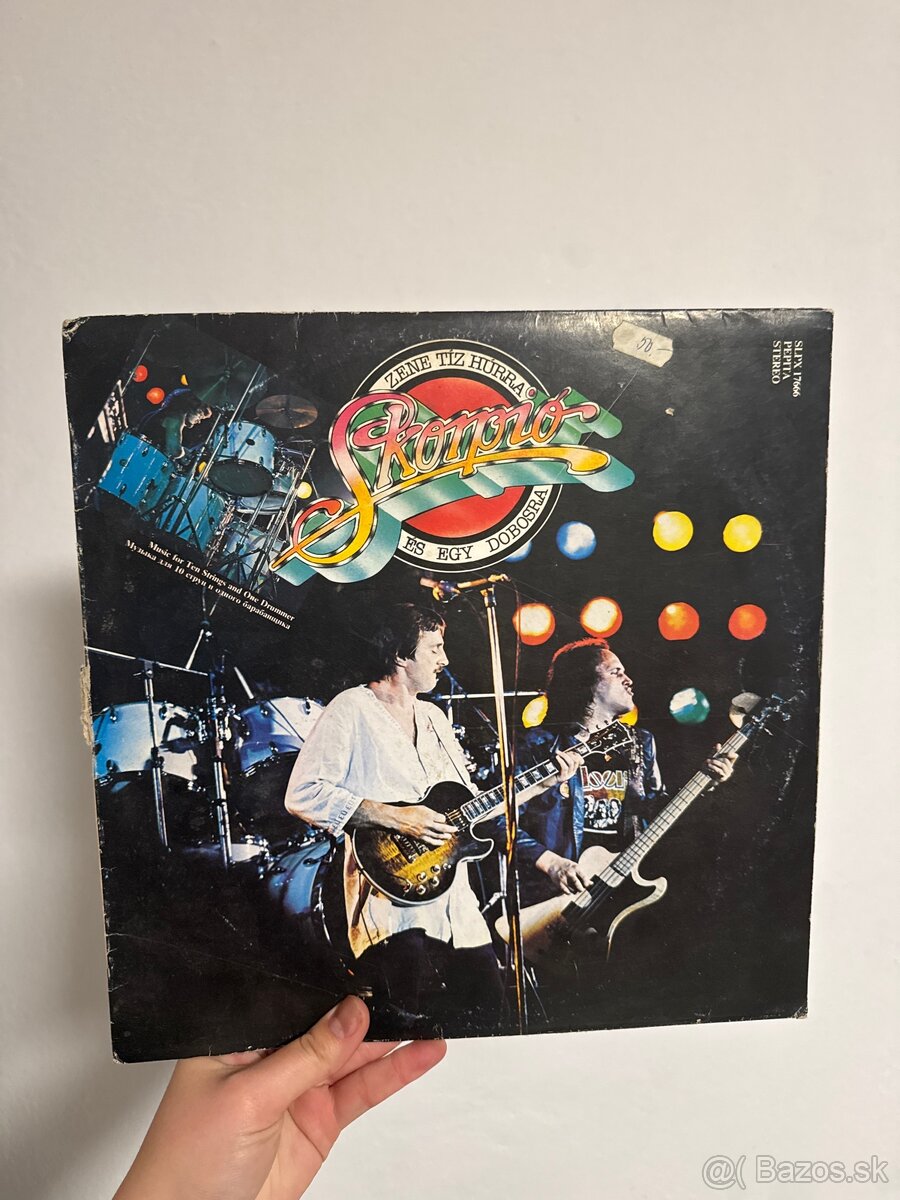 ZENE TÍZ HÚRRA
Skorpió
ÉS EGY DOBOSRA
50.-
SLPX 17666
PEPITA
STEREO
Music for Ten Strings and One Drummer
Музыка для 10 струн и одного барабанщика
@( Bazos.sk